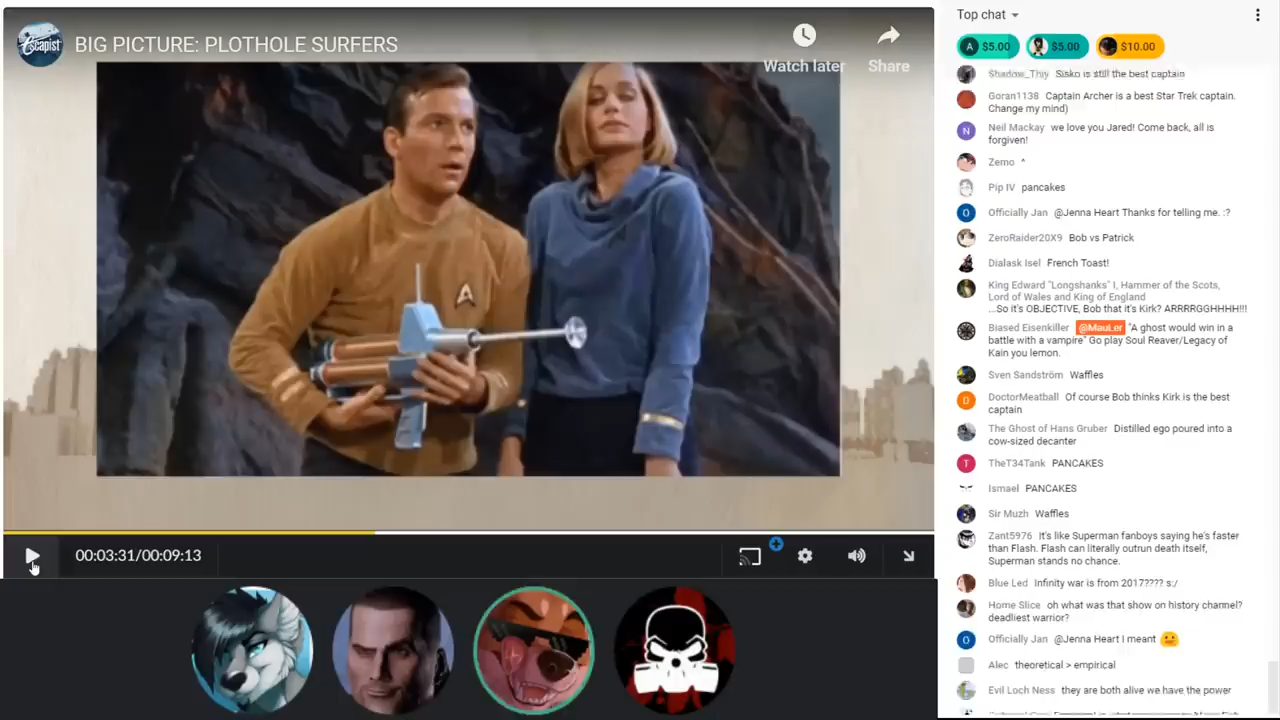 Escapist
BIG PICTURE: PLOTHOLE SURFERS
Watch later
Share
00:03:31/00:09:13
Top chat
A $5.00
$5.00
$10.00
Shadow_Thiy Sisko is still the best captain
Goran1138 Captain Archer is a best Star Trek captain.
Change my mind)
N Neil Mackay we love you Jared! Come back, all is
forgiven!
Zemo ^
Pip IV pancakes
O Officially Jan @Jenna Heart Thanks for telling me. :?
ZeroRaider20X9 Bob vs Patrick
Dialask Isel French Toast!
King Edward "Longshanks" I, Hammer of the Scots,
Lord of Wales and King of England
...So it's OBJECTIVE, Bob that it's Kirk? ARRRRGGHHHH!!!
Biased Eisenkiller @MauLer "A ghost would win in a
battle with a vampire" Go play Soul Reaver/Legacy of
Kain you lemon.
Sven Sandström Waffles
D DoctorMeatball Of course Bob thinks Kirk is the best
captain
The Ghost of Hans Gruber Distilled ego poured into a
cow-sized decanter
T TheT34Tank PANCAKES
Ismael PANCAKES
Sir Muzh Waffles
Zant5976 It's like Superman fanboys saying he's faster
than Flash. Flash can literally outrun death itself,
Superman stands no chance.
Blue Led Infinity war is from 2017???? s:/
Home Slice oh what was that show on history channel?
deadliest warrior?
O Officially Jan @Jenna Heart I meant
Alec theoretical > empirical
Evil Loch Ness they are both alive we have the power